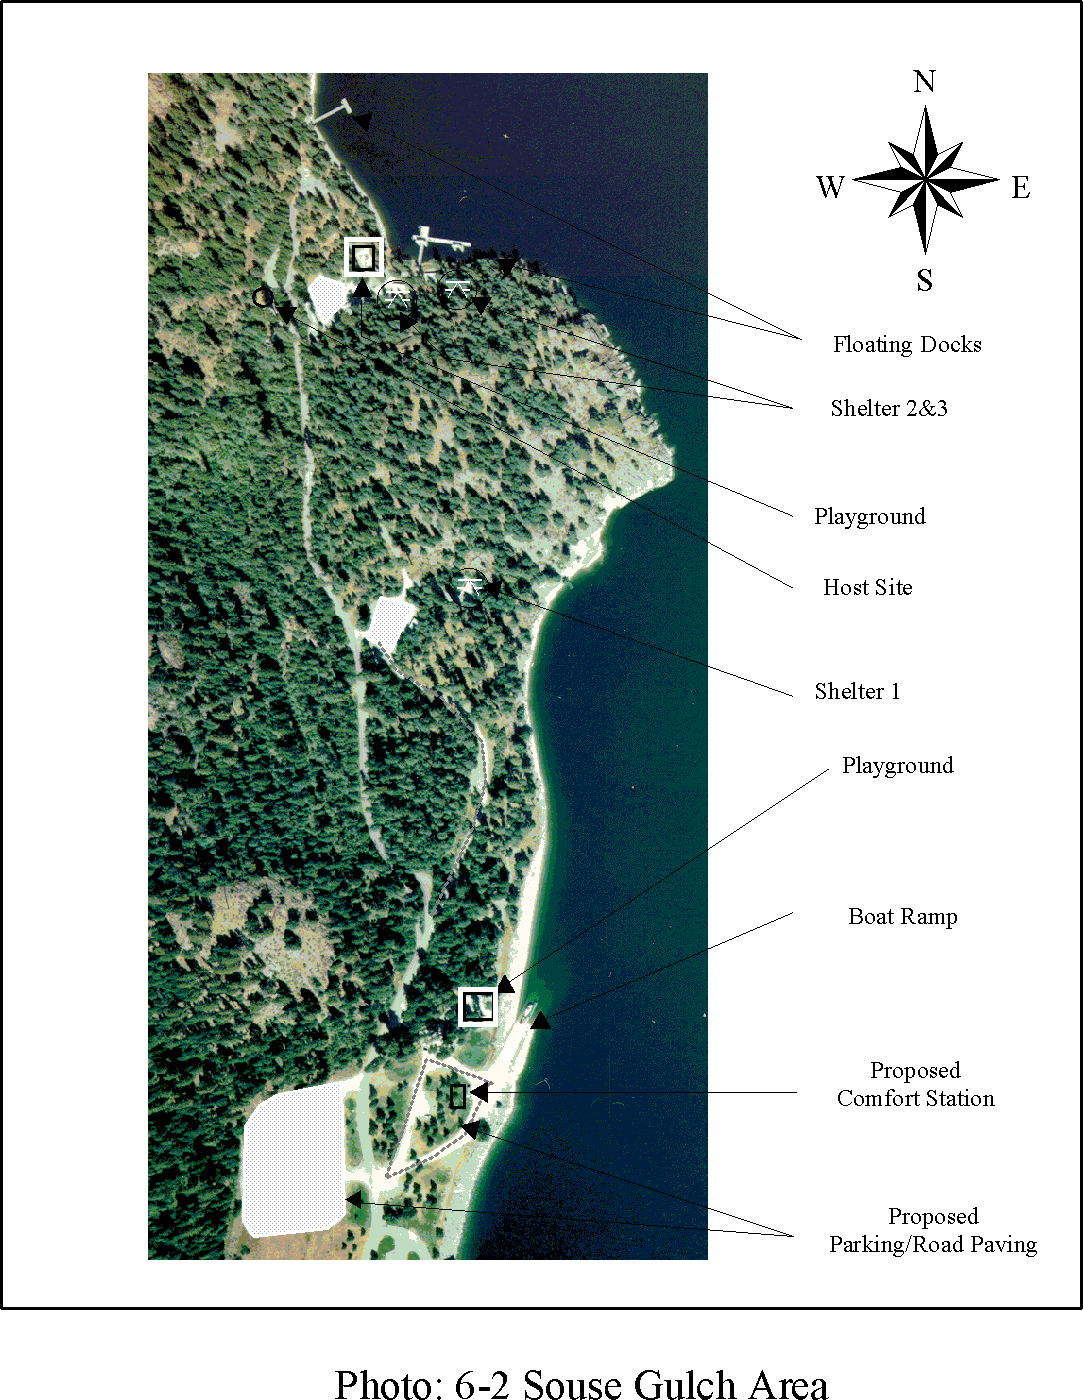 N
W
E
S
Floating Docks
Shelter 2&3
Playground
Host Site
Shelter 1
Playground
Boat Ramp
Proposed
Comfort Station
Proposed
Parking/Road Paving
Photo: 6-2 Souse Gulch Area